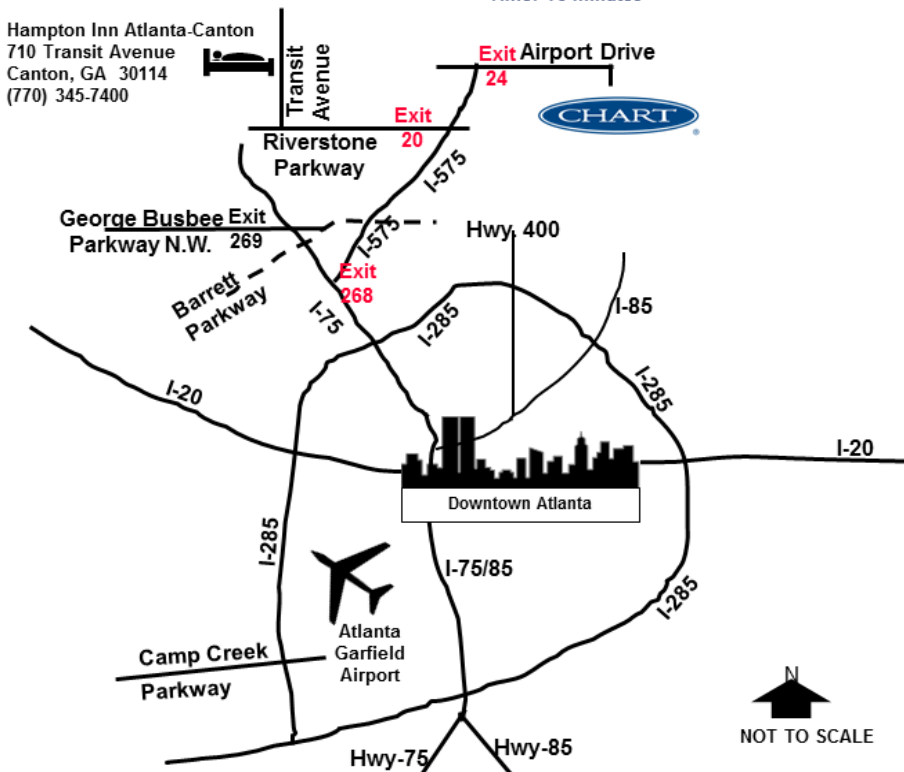 Hampton Inn Atlanta-Canton
710 Transit Avenue
Canton, GA 30114
(770) 345-7400
Transit
Avenue
Exit
24
Airport Drive
CHART
®
Exit
20
Riverstone
Parkway
I-575
George Busbee
Parkway N.W.
Exit
269
I-575
Hwy 400
Barrett
Parkway
Exit
268
I-75
I-285
I-85
I-20
I-285
I-20
Downtown Atlanta
I-285
I-75/85
I-285
Atlanta
Garfield
Airport
Camp Creek
Parkway
N
NOT TO SCALE
Hwy-75
Hwy-85